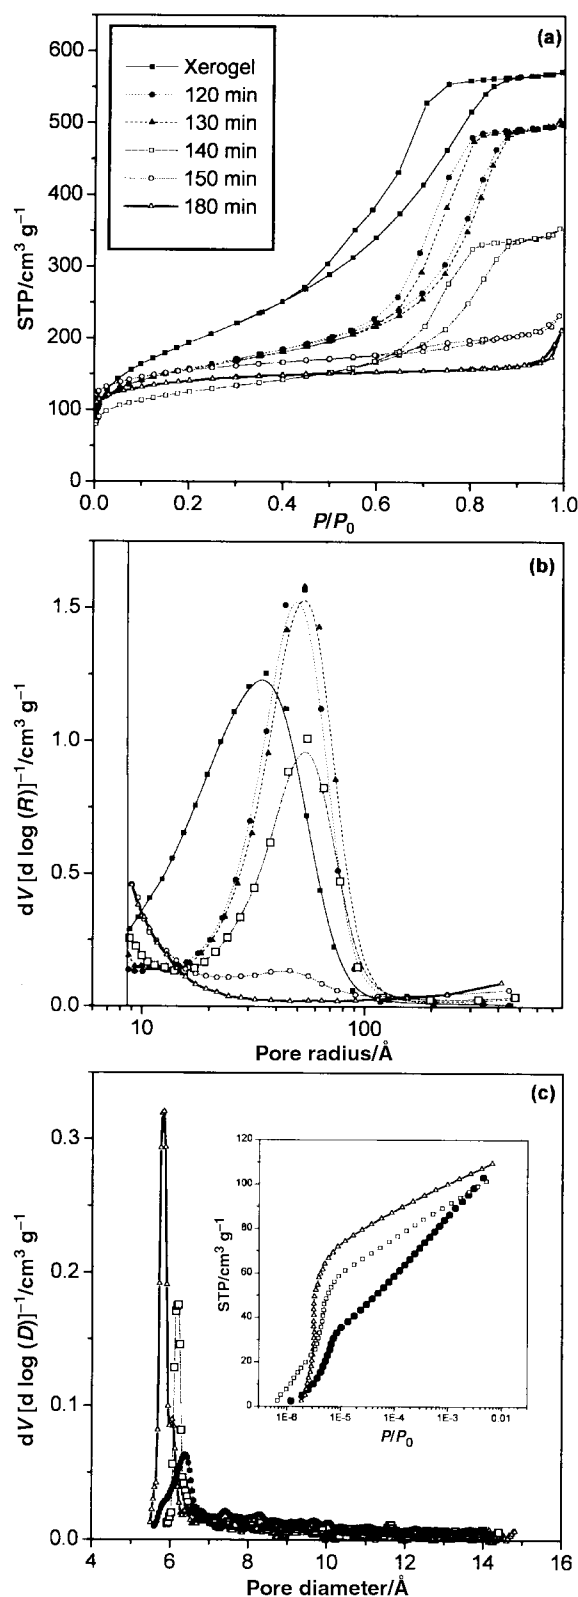 (a)
Xerogel
120 min
130 min
140 min
150 min
180 min
600
500
400
300
200
100
0
STP/cm³ g⁻¹
0.0 0.2 0.4 0.6 0.8 1.0
P/P₀
(b)
1.5
1.0
0.5
0.0
dV [d log (R)]⁻¹/cm³ g⁻¹
10 100
Pore radius/Å
(c)
0.3
0.2
0.1
0.0
dV [d log (D)]⁻¹/cm³ g⁻¹
120
100
80
60
40
20
0
STP/cm³ g⁻¹
1E-6 1E-5 1E-4 1E-3 0.01
P/P₀
4 6 8 10 12 14 16
Pore diameter/Å